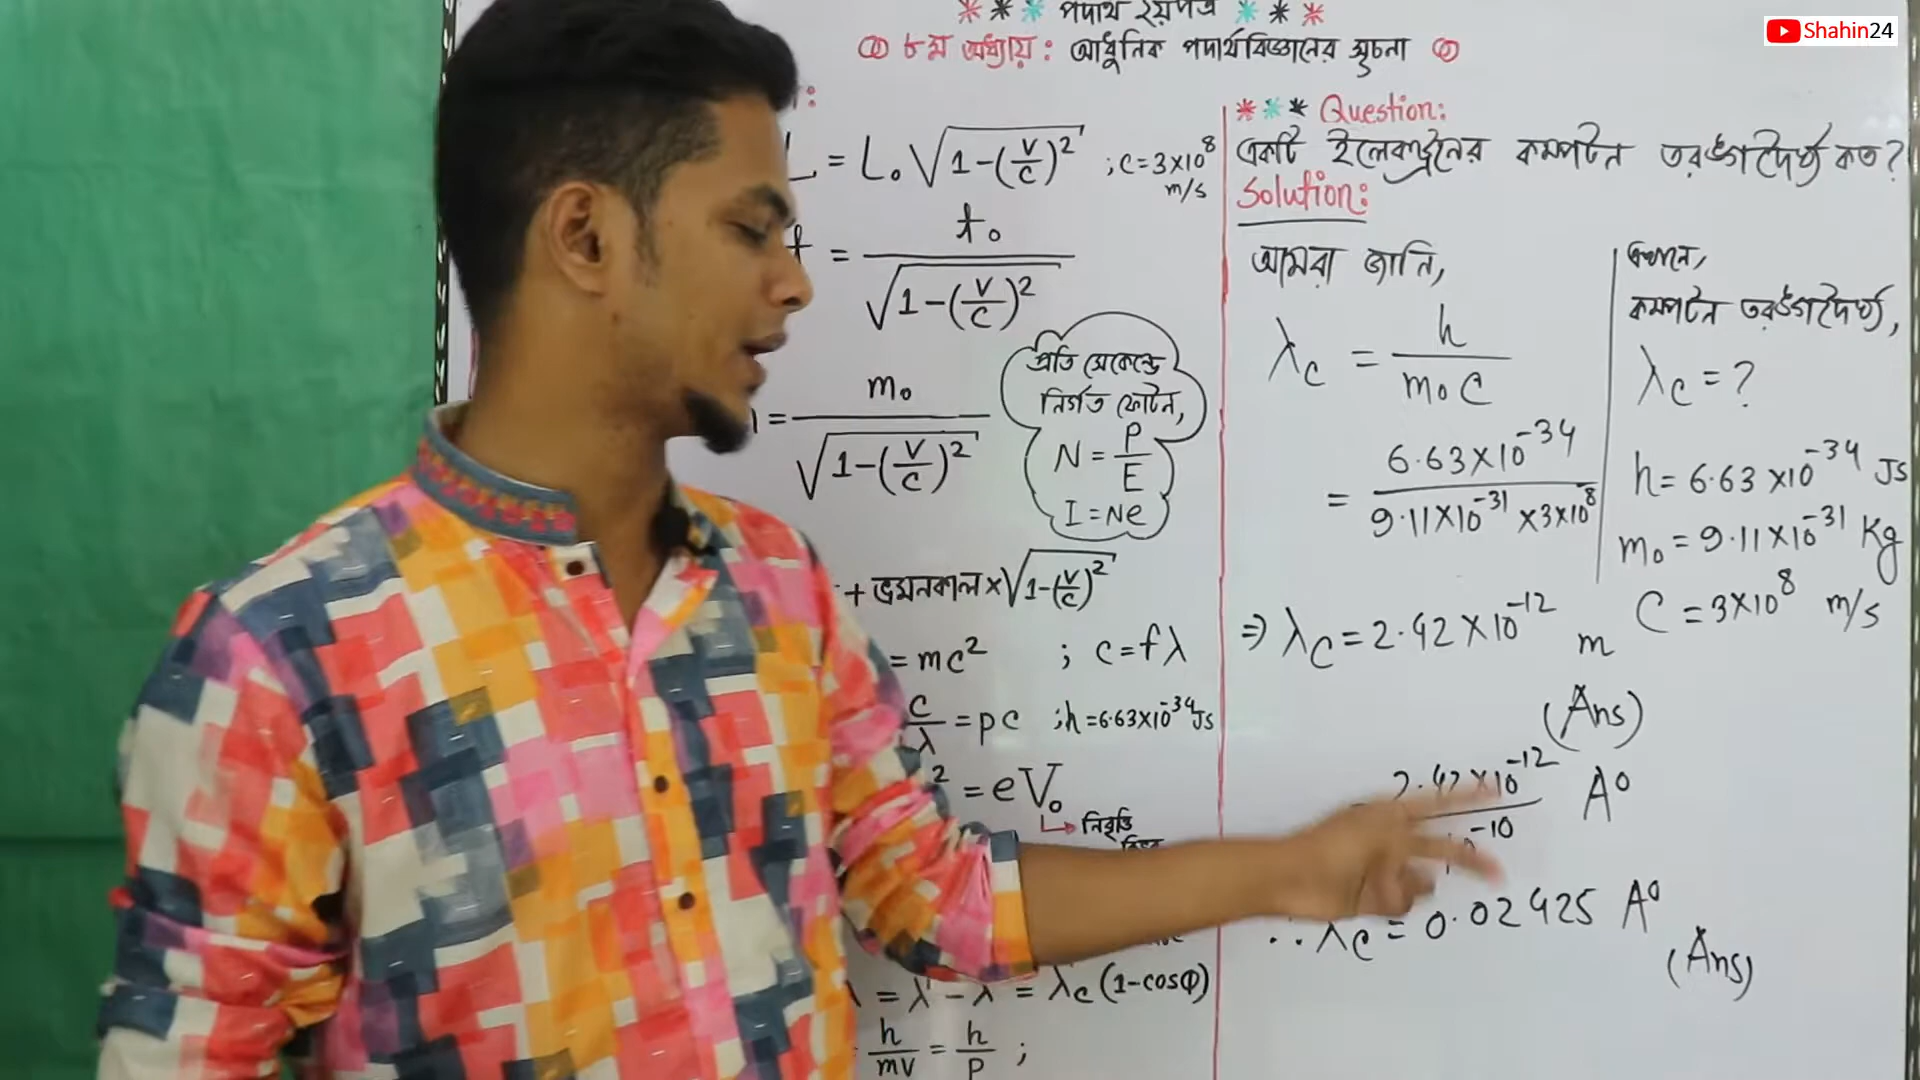 *** পদার্থ ২য়পত্র ***
৮ম অধ্যায় : আধুনিক পদার্থবিজ্ঞানের সূচনা
Shahin24
L = L₀ √1-(v/c)² ; c = 3×10⁸ m/s
t = t₀ / √1-(v/c)²
= m₀ / √1-(v/c)²
প্রতি সেকেন্ডে
নির্গত ফোটন,
N = P/E
I = Ne
+ ভ্রমনকাল × √1-(v/c)²
= mc² ; c = fλ
c/λ = pc ; h = 6.63×10⁻³⁴ Js
² = eV₀
নিবৃত্তি
= λ' - λ = λc (1-cosφ)
h/mv = h/p ;
*** Question:
একটি ইলেকট্রনের কম্পটন তরঙ্গদৈর্ঘ্য কত?
Solution:
আমরা জানি,
λc = h / m₀c
= 6.63×10⁻³⁴ / 9.11×10⁻³¹ ×3×10⁸
⇒ λc = 2.42×10⁻¹² m
(Ans)
2.42×10⁻¹² / 10⁻¹⁰ A⁰
∴ λc = 0.02425 A⁰
(Ans)
এখানে,
কম্পটন তরঙ্গদৈর্ঘ্য,
λc = ?
h = 6.63×10⁻³⁴ Js
m₀ = 9.11×10⁻³¹ Kg
C = 3×10⁸ m/s